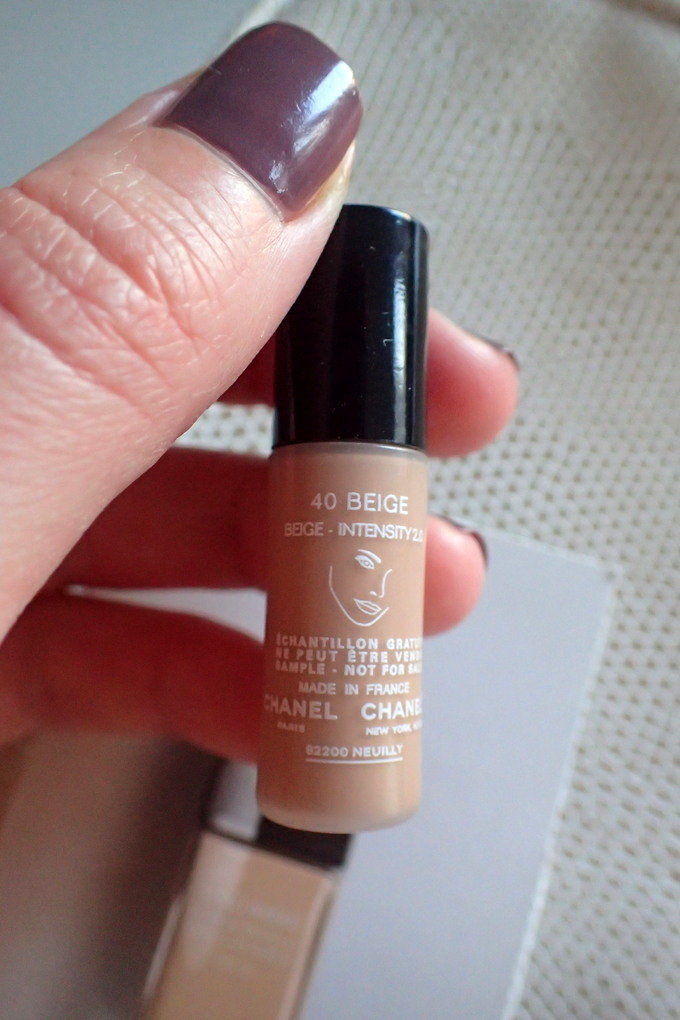 40 BEIGE
BEIGE - INTENSITY 2.0
ÉCHANTILLON GRATUIT
NE PEUT ÊTRE VENDU
SAMPLE - NOT FOR SALE
MADE IN FRANCE
CHANEL CHANEL
PARIS NEW YORK, N
92200 NEUILLY